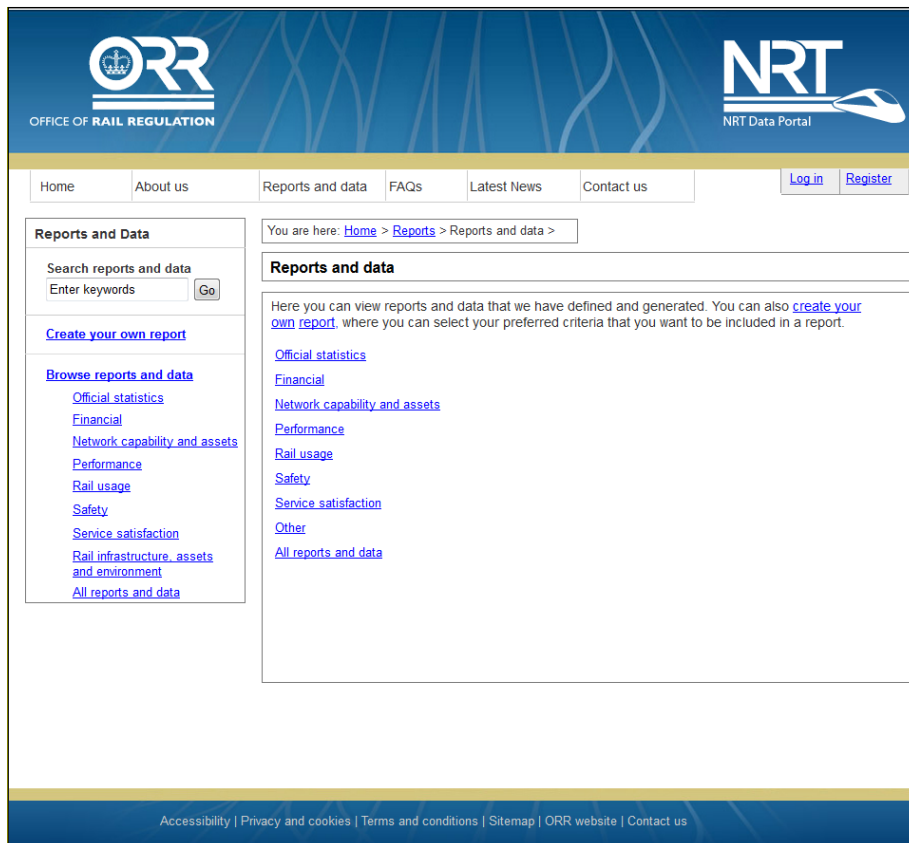 ORR
OFFICE OF RAIL REGULATION
NRT
NRT Data Portal
Home About us Reports and data FAQs Latest News Contact us
Log in Register
Reports and Data
Search reports and data
Enter keywords Go
Create your own report
Browse reports and data
Official statistics
Financial
Network capability and assets
Performance
Rail usage
Safety
Service satisfaction
Rail infrastructure, assets
and environment
All reports and data
You are here: Home > Reports > Reports and data >
Reports and data
Here you can view reports and data that we have defined and generated. You can also create your
own report, where you can select your preferred criteria that you want to be included in a report.
Official statistics
Financial
Network capability and assets
Performance
Rail usage
Safety
Service satisfaction
Other
All reports and data
Accessibility | Privacy and cookies | Terms and conditions | Sitemap | ORR website | Contact us